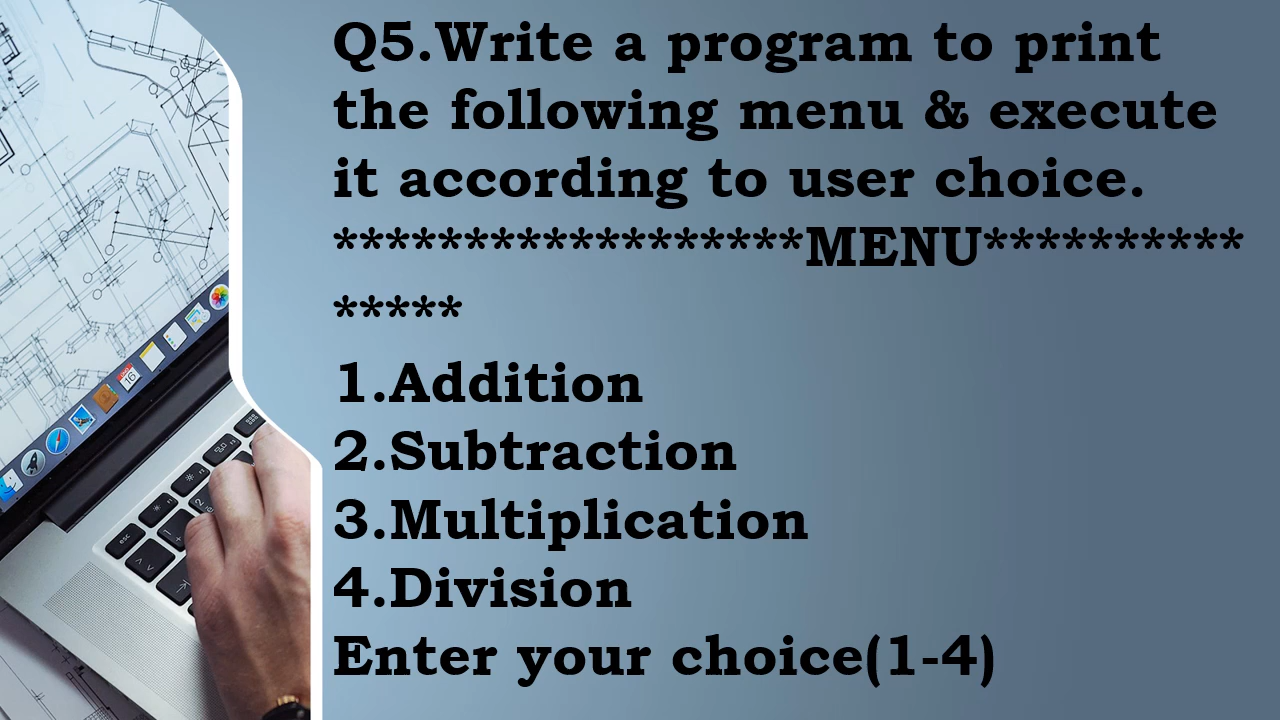 Q5.Write a program to print
the following menu & execute
it according to user choice.
******************MENU**********
*****
1.Addition
2.Subtraction
3.Multiplication
4.Division
Enter your choice(1-4)